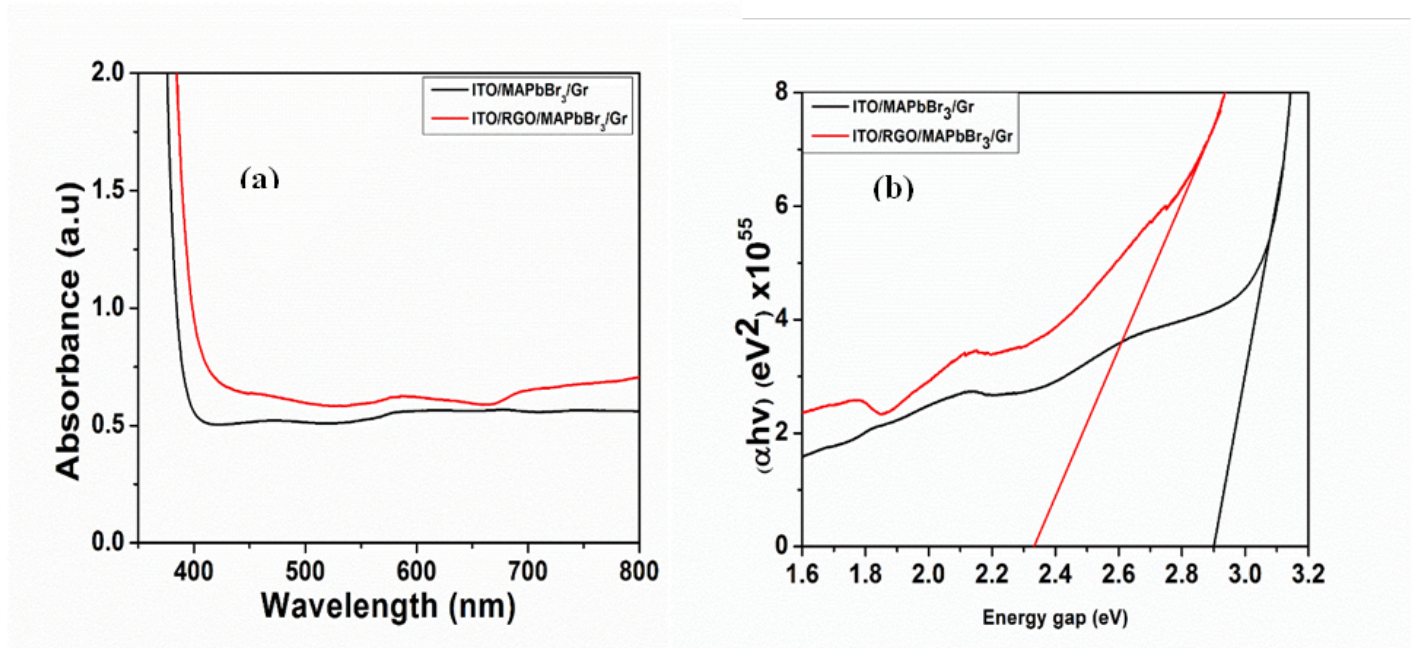 2.0
1.5
1.0
0.5
0.0
Absorbance (a.u)
400 500 600 700 800
Wavelength (nm)
ITO/MAPbBr₃/Gr
ITO/RGO/MAPbBr₃/Gr
(a)
8
6
4
2
0
(αhν) (eV²) x10⁵⁵
1.6 1.8 2.0 2.2 2.4 2.6 2.8 3.0 3.2
Energy gap (eV)
ITO/MAPbBr₃/Gr
ITO/RGO/MAPbBr₃/Gr
(b)